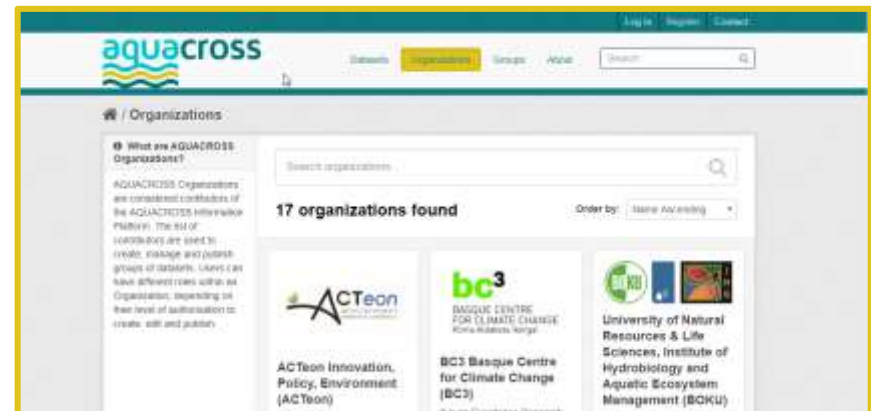 Log in Register Contact
aquacross
Datasets Organizations Groups About Search
/ Organizations
What are AQUACROSS
Organizations?
AQUACROSS Organizations
are considered contributors of
the AQUACROSS Information
Platform. The list of
contributors are used to
create, manage and publish
groups of datasets. Users can
have different roles within an
Organization, depending on
their level of authorisation to
create, edit and publish.
Search organizations...
17 organizations found
Order by: Name Ascending
ACTeon
bc3
BASQUE CENTRE
FOR CLIMATE CHANGE
Klima Aldaketa Ikergai
BOKU
ACTeon Innovation,
Policy, Environment
(ACTeon)
BC3 Basque Centre
for Climate Change
(BC3)
University of Natural
Resources & Life
Sciences, Institute of
Hydrobiology and
Aquatic Ecosystem
Management (BOKU)